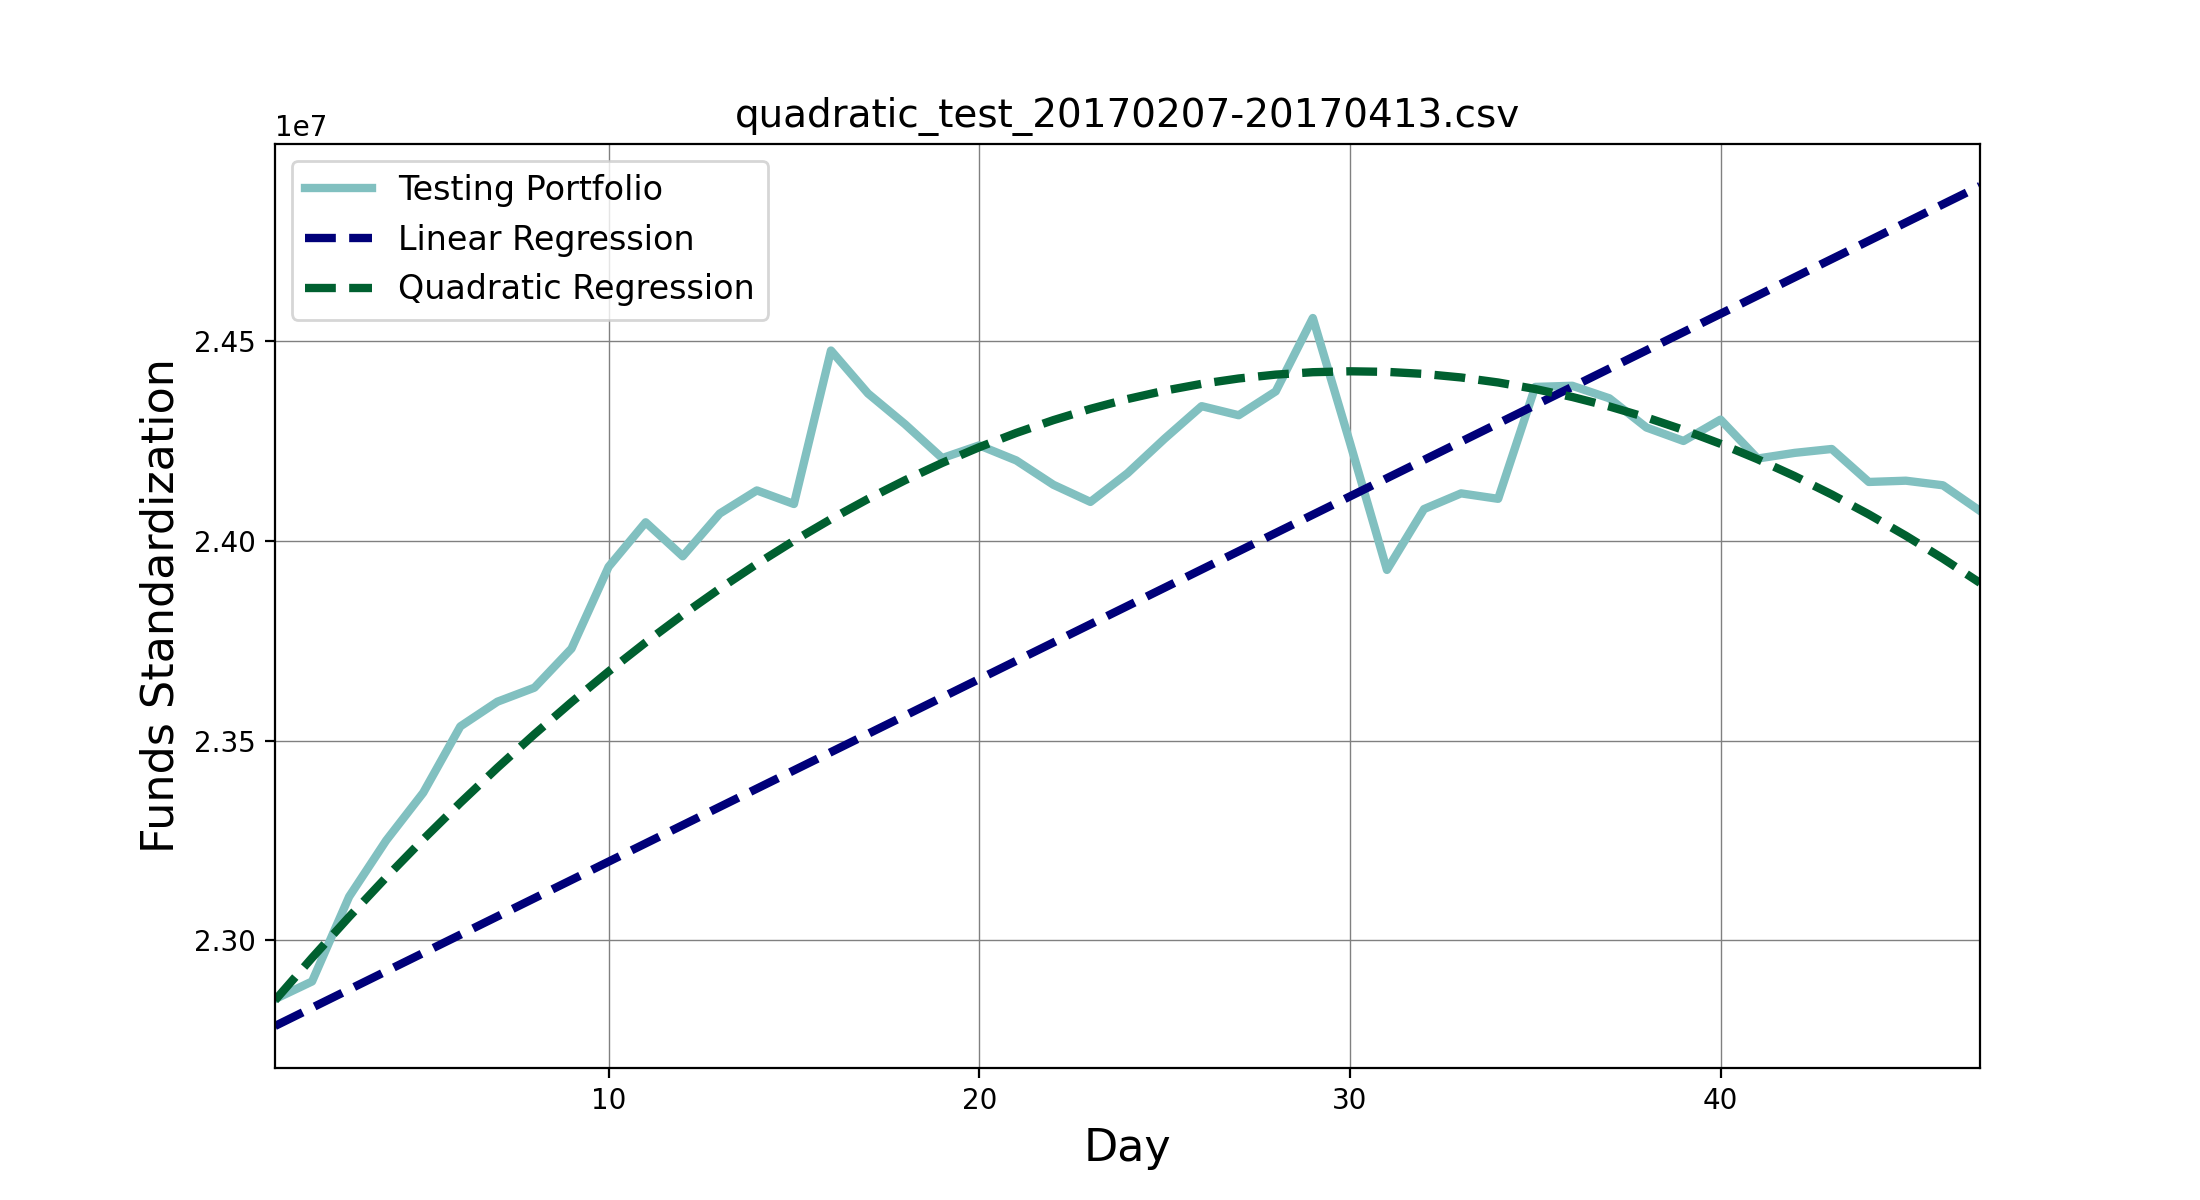 quadratic_test_20170207-20170413.csv
1e7
Testing Portfolio
Linear Regression
Quadratic Regression
2.45
2.40
2.35
2.30
Funds Standardization
10 20 30 40
Day